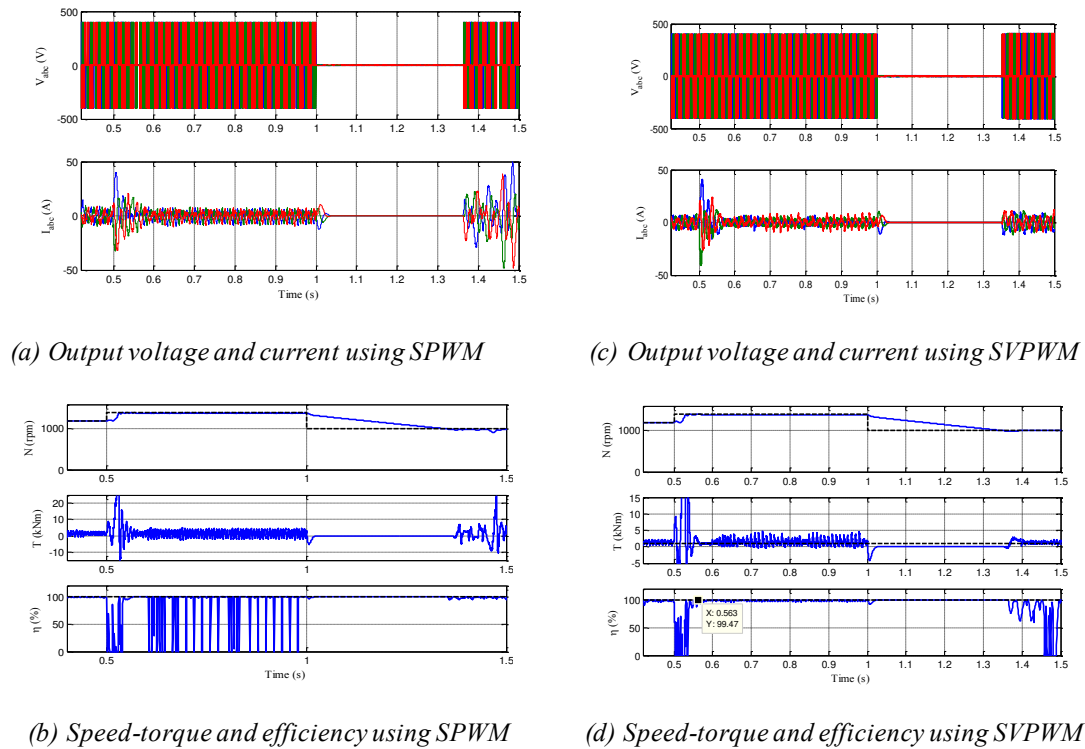 500
0
-500
V_abc (V)
0.5 0.6 0.7 0.8 0.9 1 1.1 1.2 1.3 1.4 1.5
50
0
-50
I_abc (A)
0.5 0.6 0.7 0.8 0.9 1 1.1 1.2 1.3 1.4 1.5
Time (s)
(a) Output voltage and current using SPWM
500
0
-500
V_abc (V)
0.5 0.6 0.7 0.8 0.9 1 1.1 1.2 1.3 1.4 1.5
50
0
50
I_abc (A)
0.5 0.6 0.7 0.8 0.9 1 1.1 1.2 1.3 1.4 1.5
Time (s)
(c) Output voltage and current using SVPWM
1000
0
N (rpm)
0.5 1 1.5
20
10
0
-10
T (kNm)
0.5 1 1.5
100
50
0
η (%)
0.5 1 1.5
Time (s)
(b) Speed-torque and efficiency using SPWM
1000
0
N (rpm)
0.5 0.6 0.7 0.8 0.9 1 1.1 1.2 1.3 1.4 1.5
15
10
5
0
-5
T (kNm)
0.5 0.6 0.7 0.8 0.9 1 1.1 1.2 1.3 1.4 1.5
100
50
0
η (%)
X: 0.563
Y: 99.47
0.5 0.6 0.7 0.8 0.9 1 1.1 1.2 1.3 1.4 1.5
Time (s)
(d) Speed-torque and efficiency using SVPWM